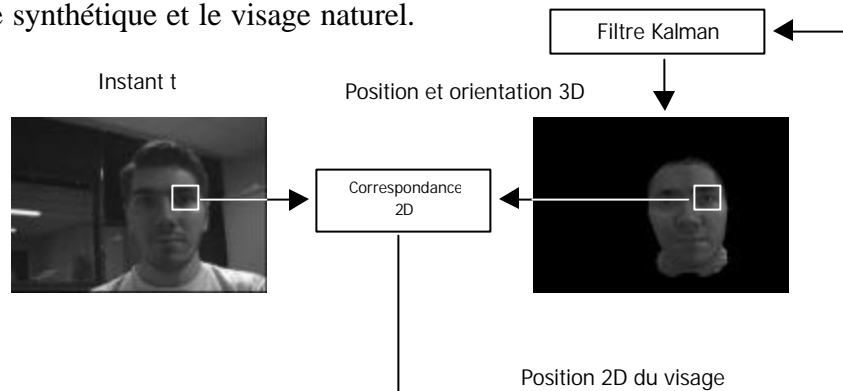 e synthétique et le visage naturel.
Filtre Kalman
Instant t
Position et orientation 3D
Correspondance
2D
Position 2D du visage